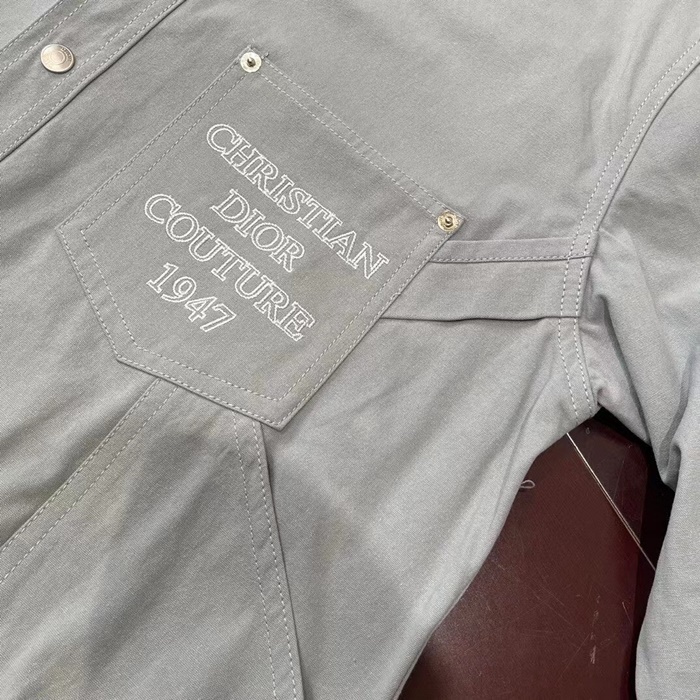 CHRISTIAN
DIOR
COUTURE
1947